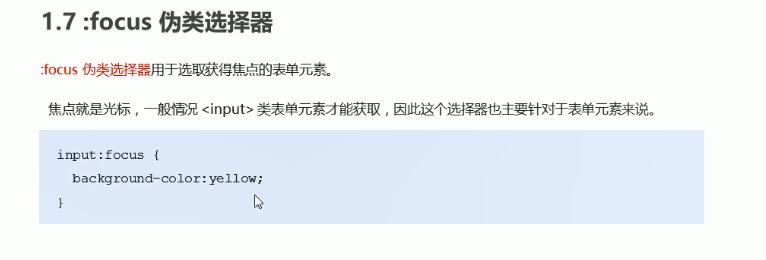 1.7 :focus 伪类选择器
:focus 伪类选择器用于选取获得焦点的表单元素。
焦点就是光标，一般情况 <input> 类表单元素才能获取，因此这个选择器也主要针对于表单元素来说。
input:focus {
  background-color:yellow;
}